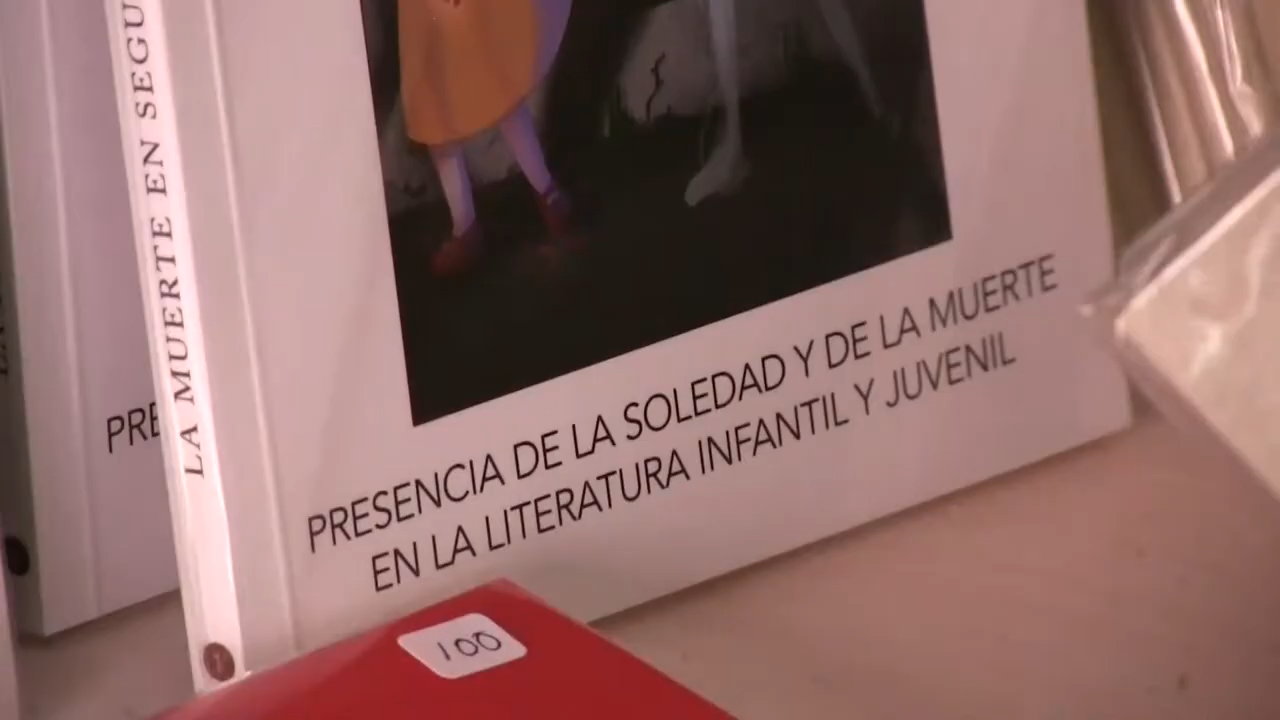 LA MUERTE EN SEGU
PRE
PRESENCIA DE LA SOLEDAD Y DE LA MUERTE
EN LA LITERATURA INFANTIL Y JUVENIL
100